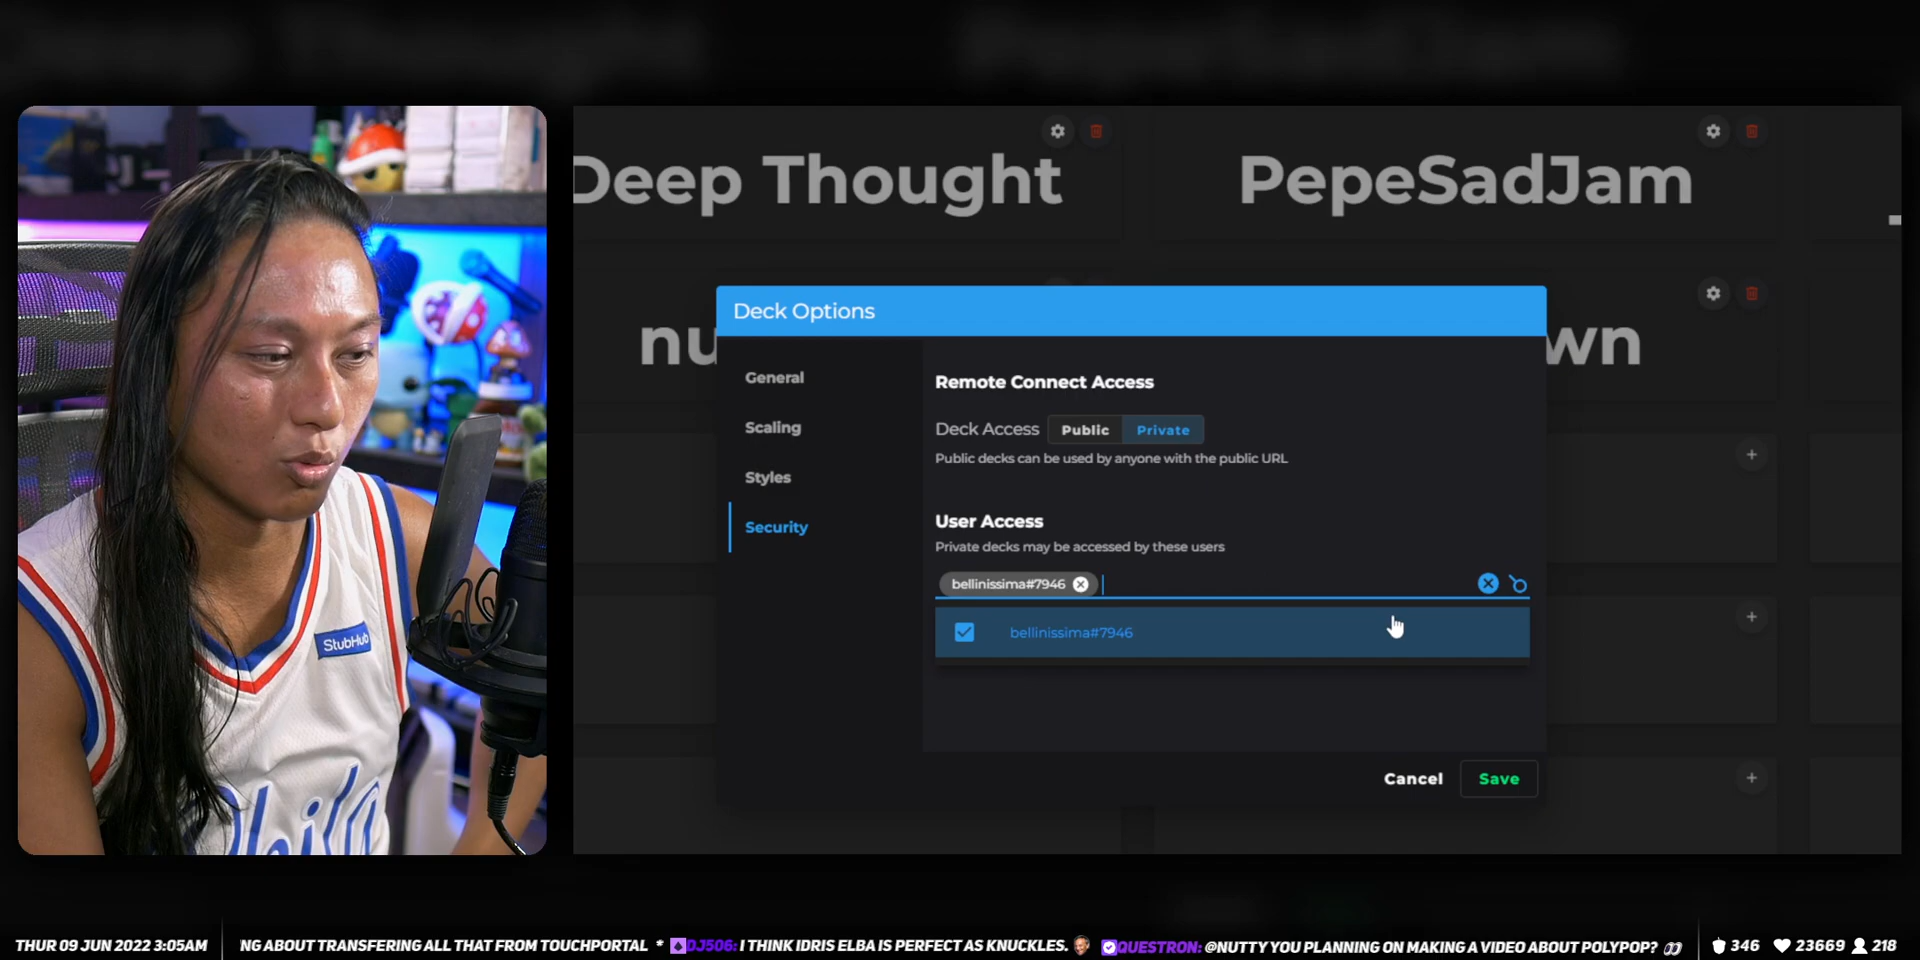 Deep Thought
PepeSadJam
nu
wn
Deck Options
General
Scaling
Styles
Security
Remote Connect Access
Deck Access Public Private
Public decks can be used by anyone with the public URL
User Access
Private decks may be accessed by these users
bellinissima#7946
bellinissima#7946
Cancel Save
StubHub
Phila
THUR 09 JUN 2022 3:05AM
NG ABOUT TRANSFERING ALL THAT FROM TOUCHPORTAL * DJ506: I THINK IDRIS ELBA IS PERFECT AS KNUCKLES. QUESTRON: @NUTTY YOU PLANNING ON MAKING A VIDEO ABOUT POLYPOP?
346 23669 218